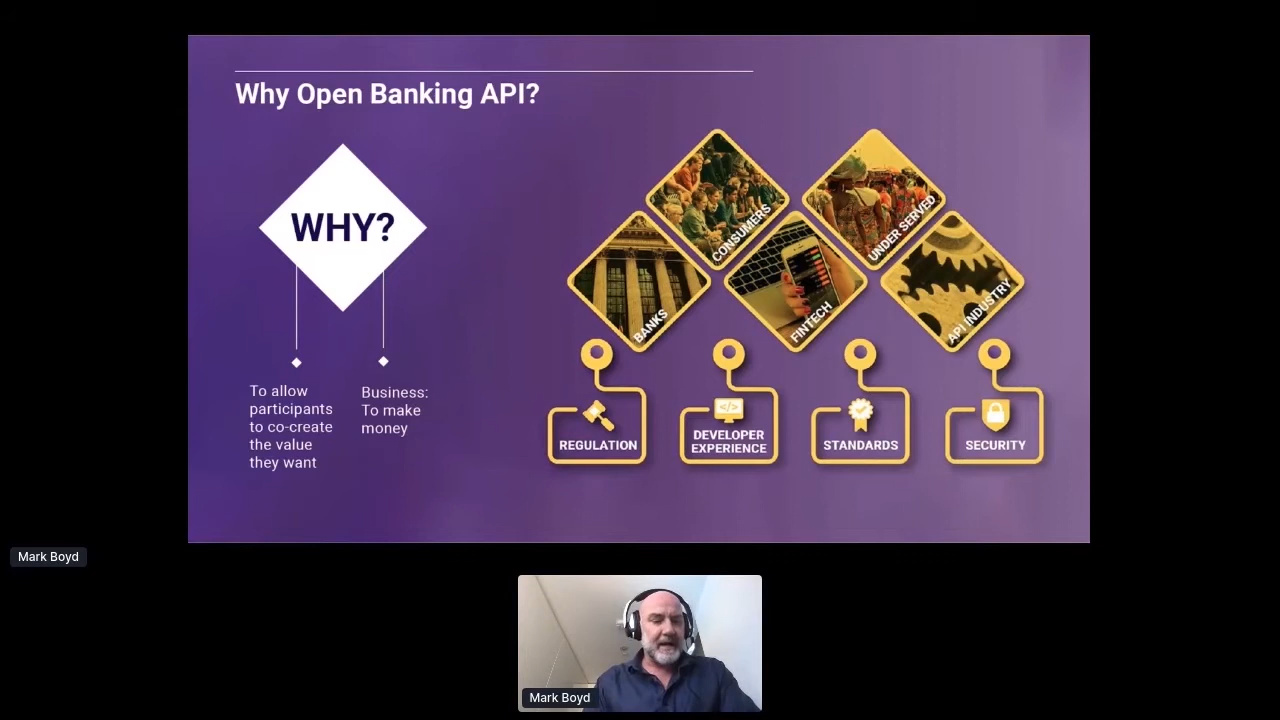 Why Open Banking API?
WHY?
To allow
participants
to co-create
the value
they want
Business:
To make
money
CONSUMERS
UNDER SERVED
BANKS
FINTECH
API INDUSTRY
REGULATION
</>
DEVELOPER
EXPERIENCE
STANDARDS
SECURITY
Mark Boyd
Mark Boyd